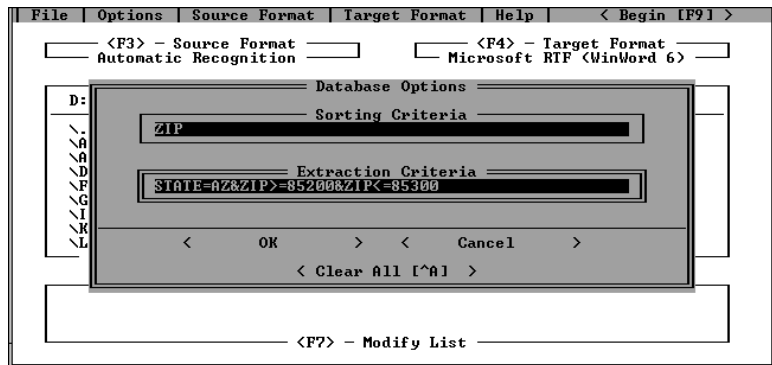 File | Options | Source Format | Target Format | Help | < Begin [F9] >
<F3> - Source Format
Automatic Recognition
<F4> - Target Format
Microsoft RTF (WinWord 6)
D:
\.
\A
\A
\D
\F
\G
\I
\K
\L
Database Options
Sorting Criteria
ZIP
Extraction Criteria
STATE=AZ&ZIP>=85200&ZIP<=85300
< OK > < Cancel >
< Clear All [^A] >
<F7> - Modify List